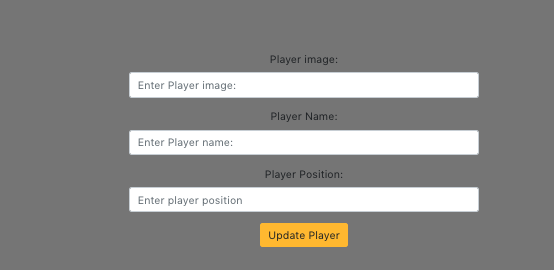 Player image:
Enter Player image:
Player Name:
Enter Player name:
Player Position:
Enter player position
Update Player